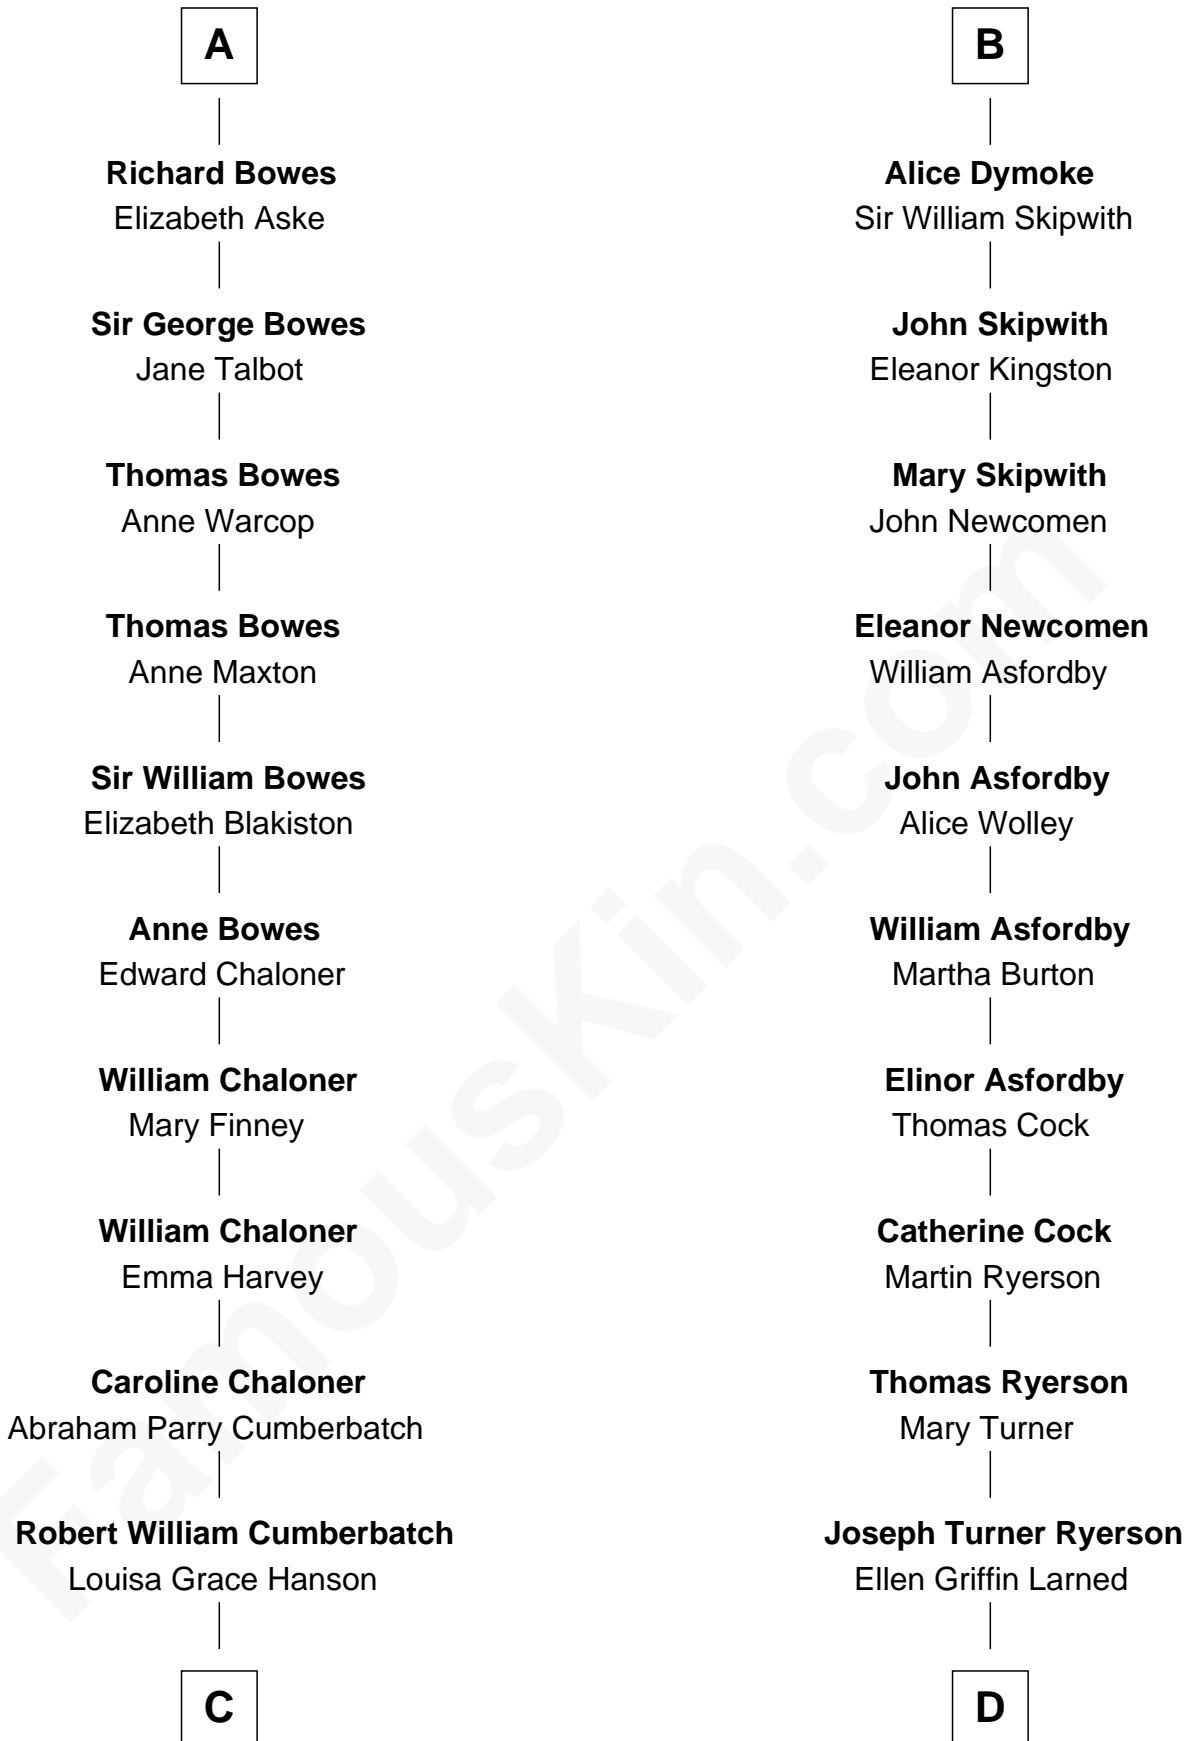 A
Richard Bowes
Elizabeth Aske
Sir George Bowes
Jane Talbot
Thomas Bowes
Anne Warcop
Thomas Bowes
Anne Maxton
Sir William Bowes
Elizabeth Blakiston
Anne Bowes
Edward Chaloner
William Chaloner
Mary Finney
William Chaloner
Emma Harvey
Caroline Chaloner
Abraham Parry Cumberbatch
Robert William Cumberbatch
Louisa Grace Hanson
C
B
Alice Dymoke
Sir William Skipwith
John Skipwith
Eleanor Kingston
Mary Skipwith
John Newcomen
Eleanor Newcomen
William Asfordby
John Asfordby
Alice Wolley
William Asfordby
Martha Burton
Elinor Asfordby
Thomas Cock
Catherine Cock
Martin Ryerson
Thomas Ryerson
Mary Turner
Joseph Turner Ryerson
Ellen Griffin Larned
D
FamousKin.com